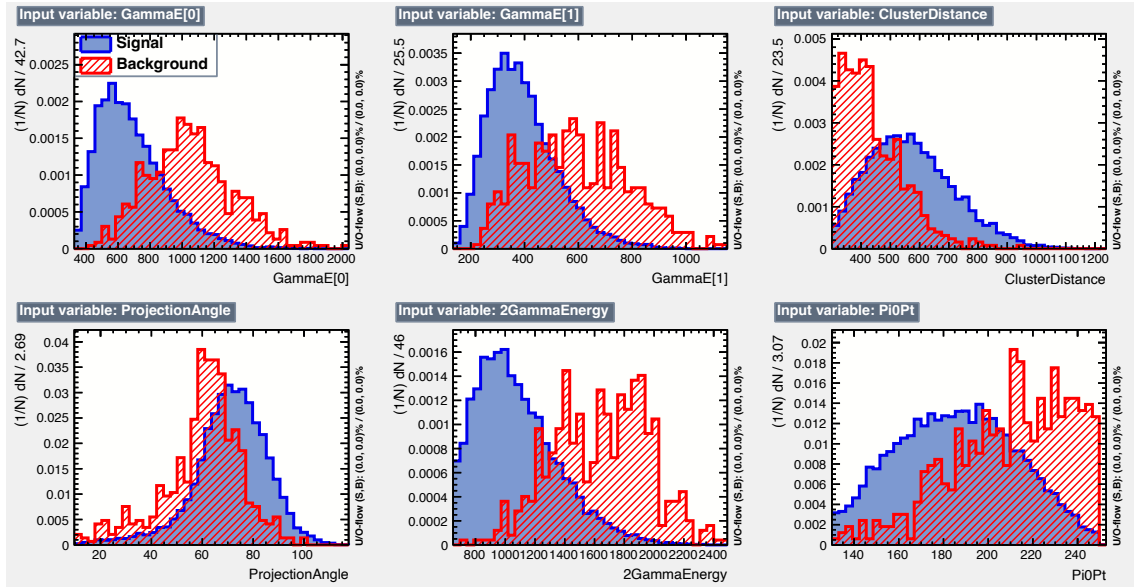 Input variable: GammaE[0]
Signal
Background
(1/N) dN / 42.7
0.0025
0.002
0.0015
0.001
0.0005
0
400 600 800 1000 1200 1400 1600 1800 2000
GammaE[0]
U/O-flow (S,B): (0.0, 0.0)% / (0.0, 0.0)%
Input variable: GammaE[1]
(1/N) dN / 25.5
0.0035
0.003
0.0025
0.002
0.0015
0.001
0.0005
0
200 400 600 800 1000
GammaE[1]
U/O-flow (S,B): (0.0, 0.0)% / (0.0, 0.0)%
Input variable: ClusterDistance
(1/N) dN / 23.5
0.005
0.004
0.003
0.002
0.001
0
400 500 600 700 800 900 1000 1100 1200
ClusterDistance
U/O-flow (S,B): (0.0, 0.0)% / (0.0, 0.0)%
Input variable: ProjectionAngle
(1/N) dN / 2.69
0.04
0.035
0.03
0.025
0.02
0.015
0.01
0.005
0
20 40 60 80 100
ProjectionAngle
U/O-flow (S,B): (0.0, 0.0)% / (0.0, 0.0)%
Input variable: 2GammaEnergy
(1/N) dN / 46
0.0016
0.0014
0.0012
0.001
0.0008
0.0006
0.0004
0.0002
0
800 1000 1200 1400 1600 1800 2000 2200 2400
2GammaEnergy
U/O-flow (S,B): (0.0, 0.0)% / (0.0, 0.0)%
Input variable: Pi0Pt
(1/N) dN / 3.07
0.02
0.018
0.016
0.014
0.012
0.01
0.008
0.006
0.004
0.002
0
140 160 180 200 220 240
Pi0Pt
U/O-flow (S,B): (0.0, 0.0)% / (0.0, 0.0)%